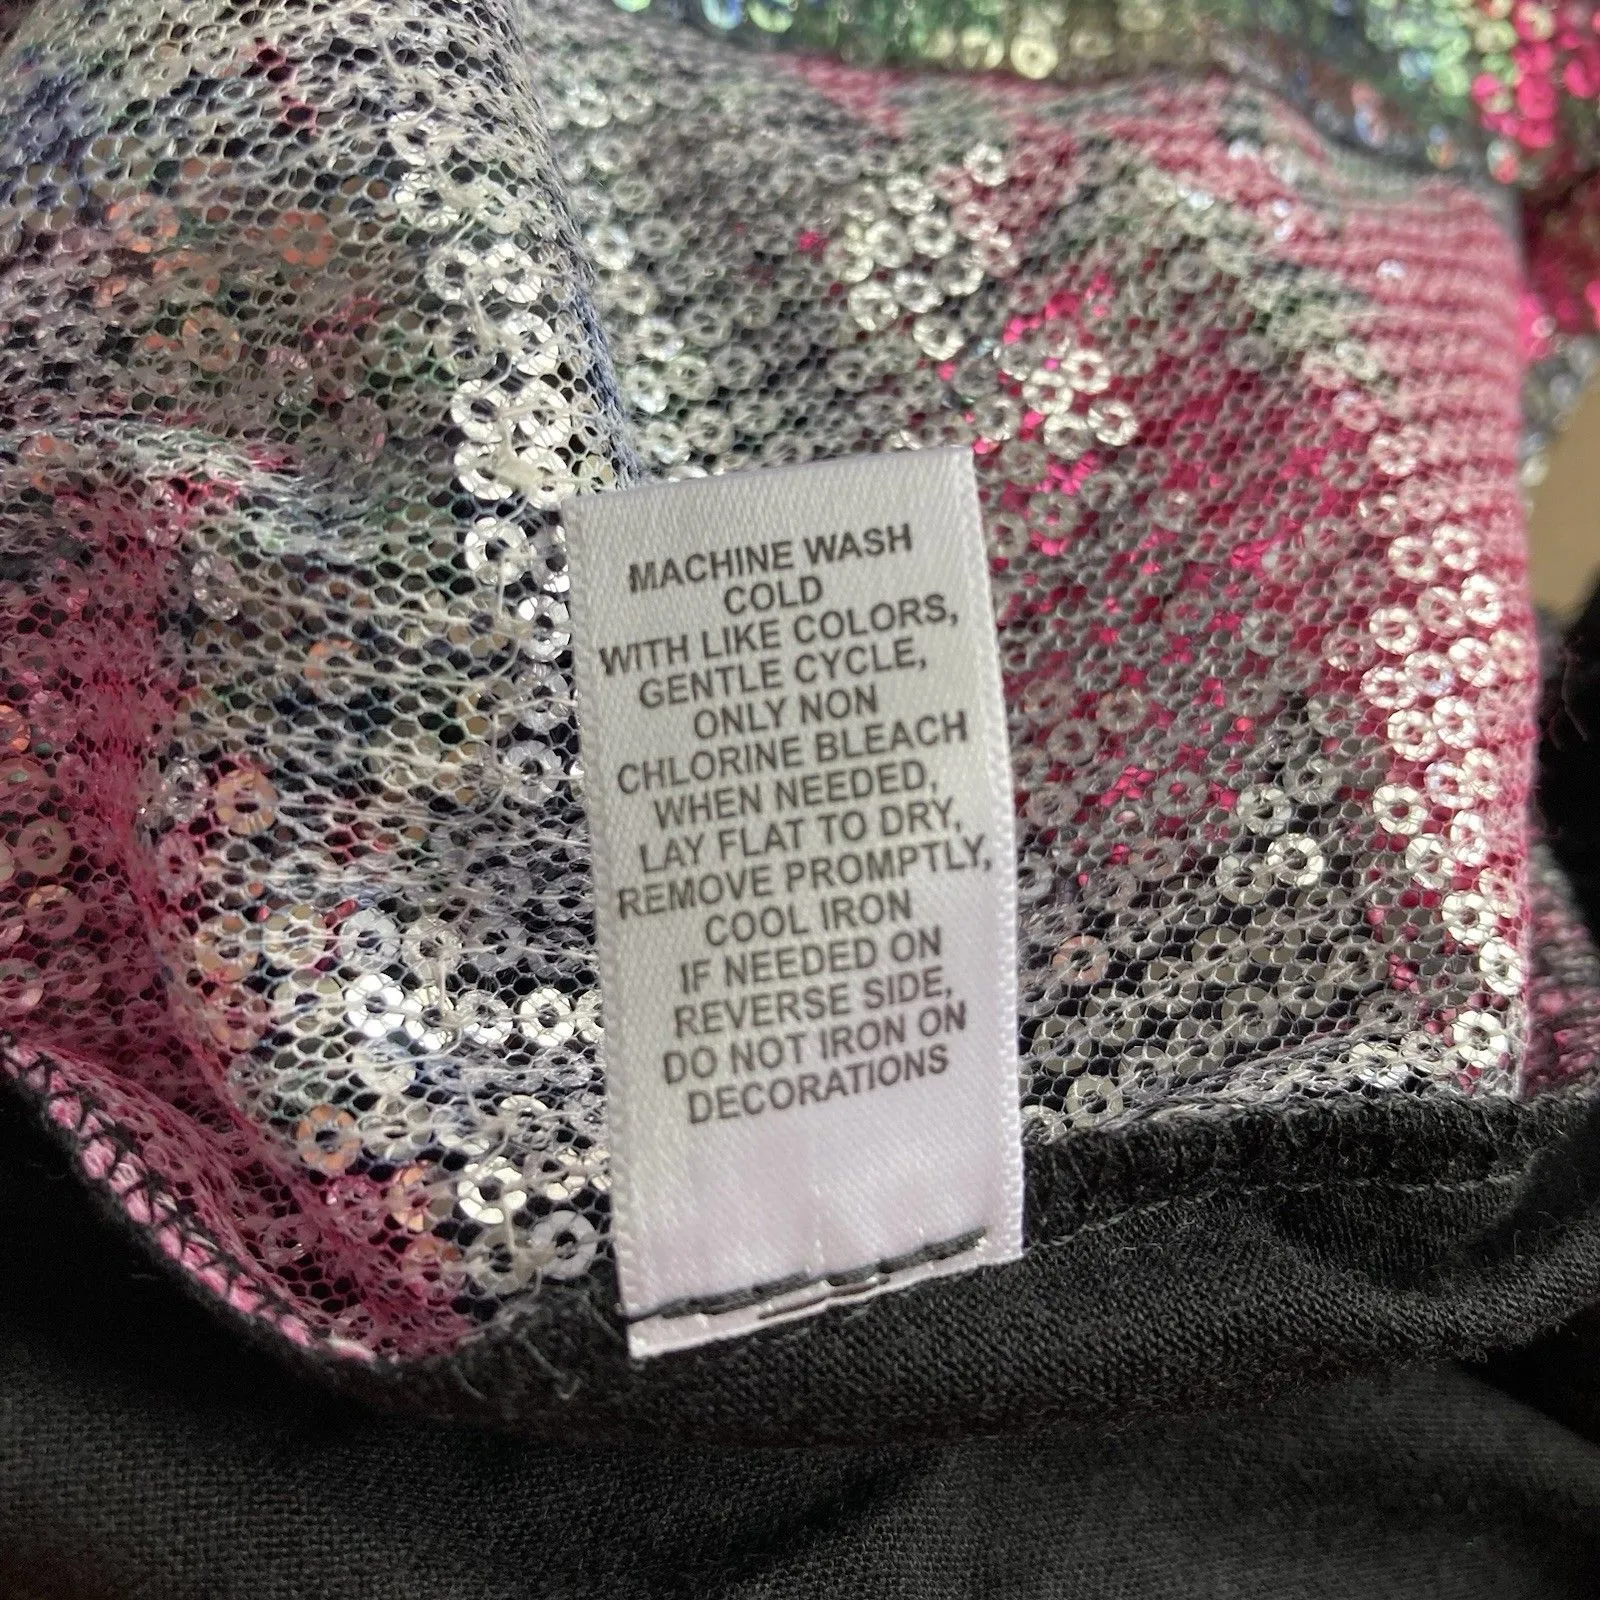 MACHINE WASH
COLD
WITH LIKE COLORS,
GENTLE CYCLE,
ONLY NON
CHLORINE BLEACH
WHEN NEEDED,
LAY FLAT TO DRY,
REMOVE PROMPTLY,
COOL IRON
IF NEEDED ON
REVERSE SIDE,
DO NOT IRON ON
DECORATIONS